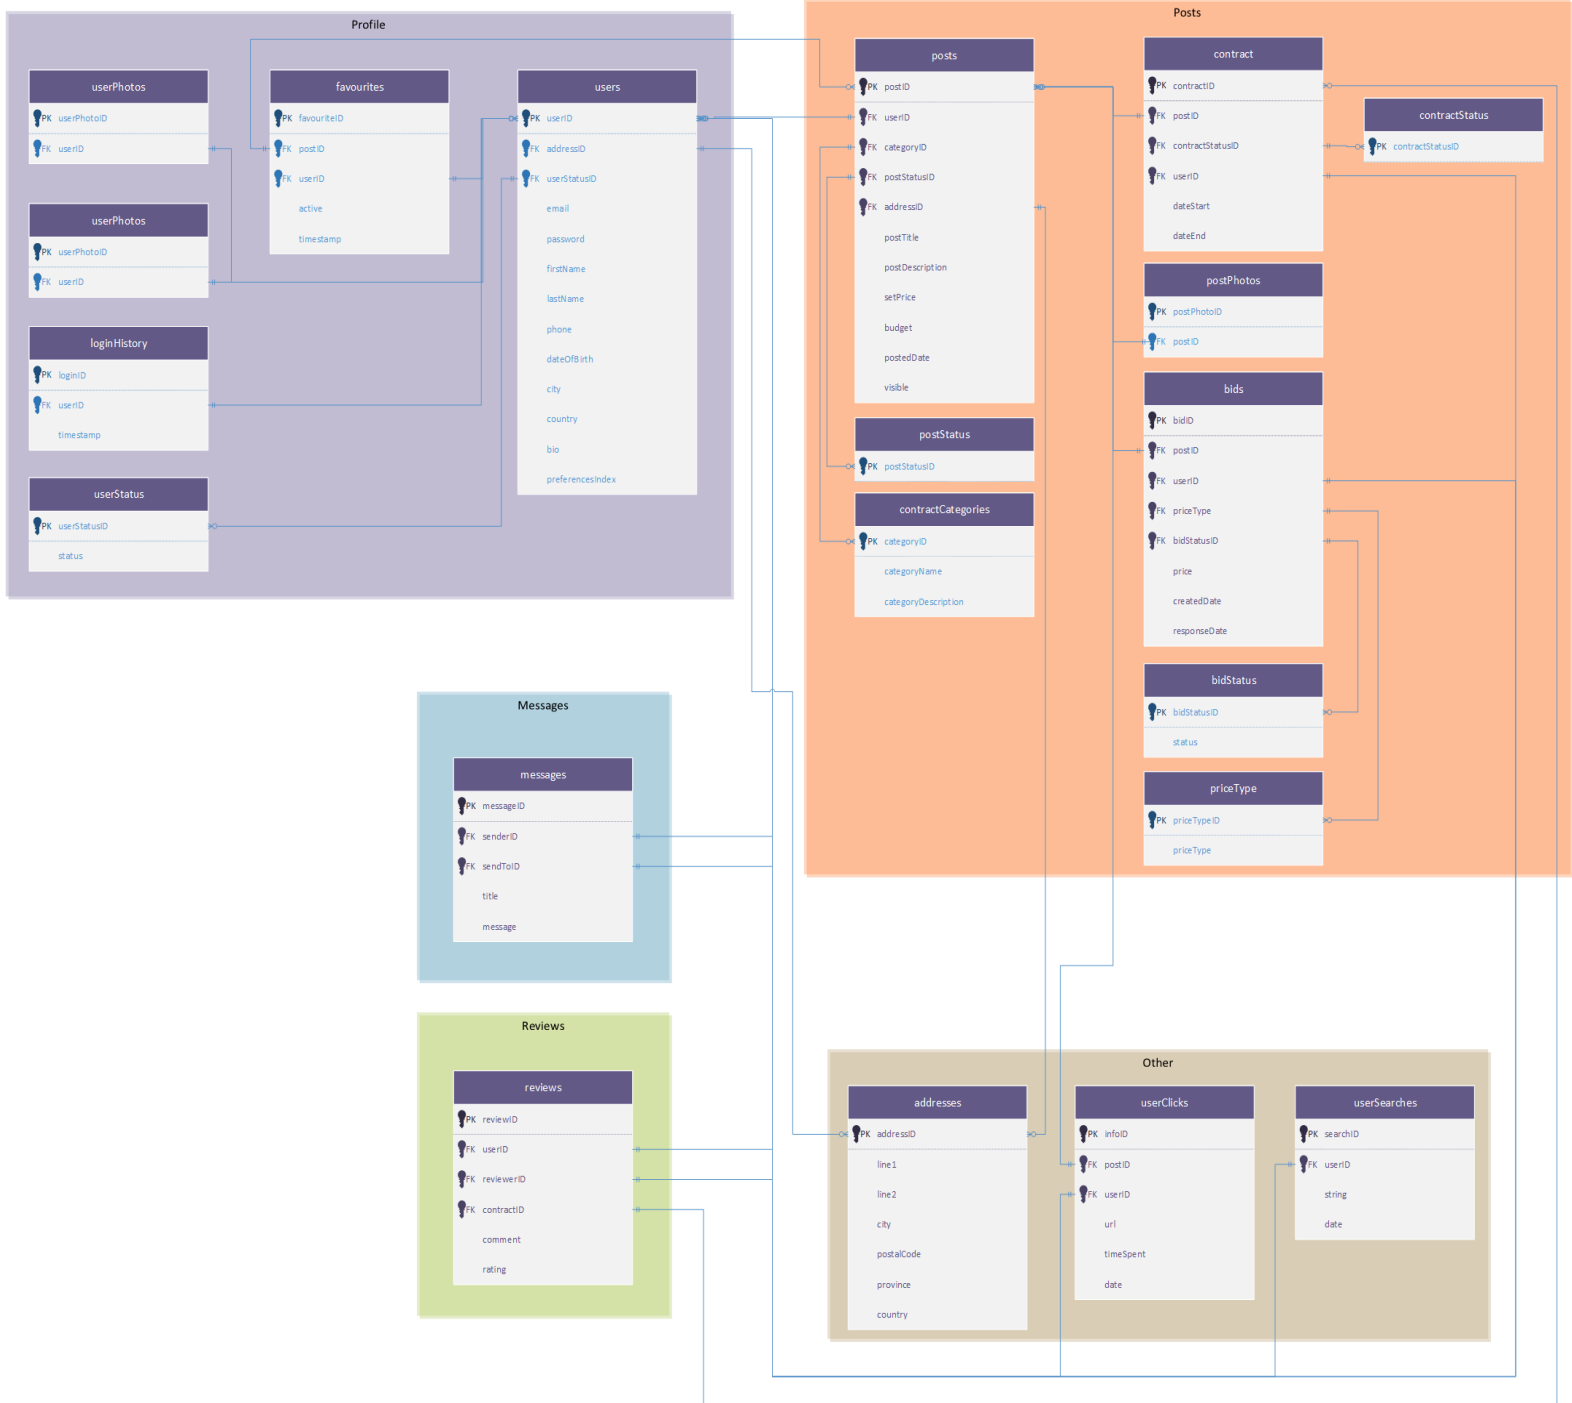 Profile
userPhotos
PK userPhotoID
FK userID
userPhotos
PK userPhotoID
FK userID
loginHistory
PK loginID
FK userID
timestamp
userStatus
PK userStatusID
status
favourites
PK favouriteID
FK postID
FK userID
active
timestamp
users
PK userID
FK addressID
FK userStatusID
email
password
firstName
lastName
phone
dateOfBirth
city
country
bio
preferencesIndex
Posts
posts
PK postID
FK userID
FK categoryID
FK postStatusID
FK addressID
postTitle
postDescription
setPrice
budget
postedDate
visible
postStatus
PK postStatusID
contractCategories
PK categoryID
categoryName
categoryDescription
contract
PK contractID
FK postID
FK contractStatusID
FK userID
dateStart
dateEnd
contractStatus
PK contractStatusID
postPhotos
PK postPhotoID
FK postID
bids
PK bidID
FK postID
FK userID
FK priceType
FK bidStatusID
price
createdDate
responseDate
bidStatus
PK bidStatusID
status
priceType
PK priceTypeID
priceType
Messages
messages
PK messageID
FK senderID
FK sendToID
title
message
Reviews
reviews
PK reviewID
FK userID
FK reviewerID
FK contractID
comment
rating
Other
addresses
PK addressID
line1
line2
city
postalCode
province
country
userClicks
PK infoID
FK postID
FK userID
url
timeSpent
date
userSearches
PK searchID
FK userID
string
date